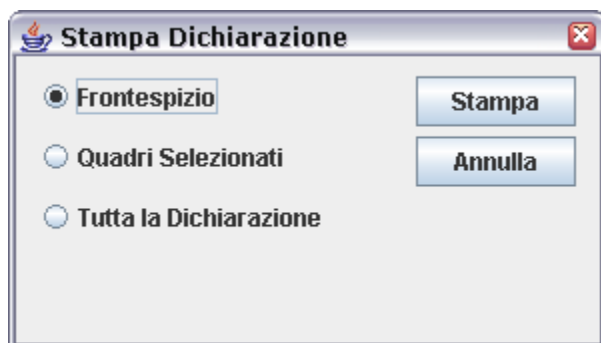 Stampa Dichiarazione
Frontespizio
Stampa
Quadri Selezionati
Annulla
Tutta la Dichiarazione